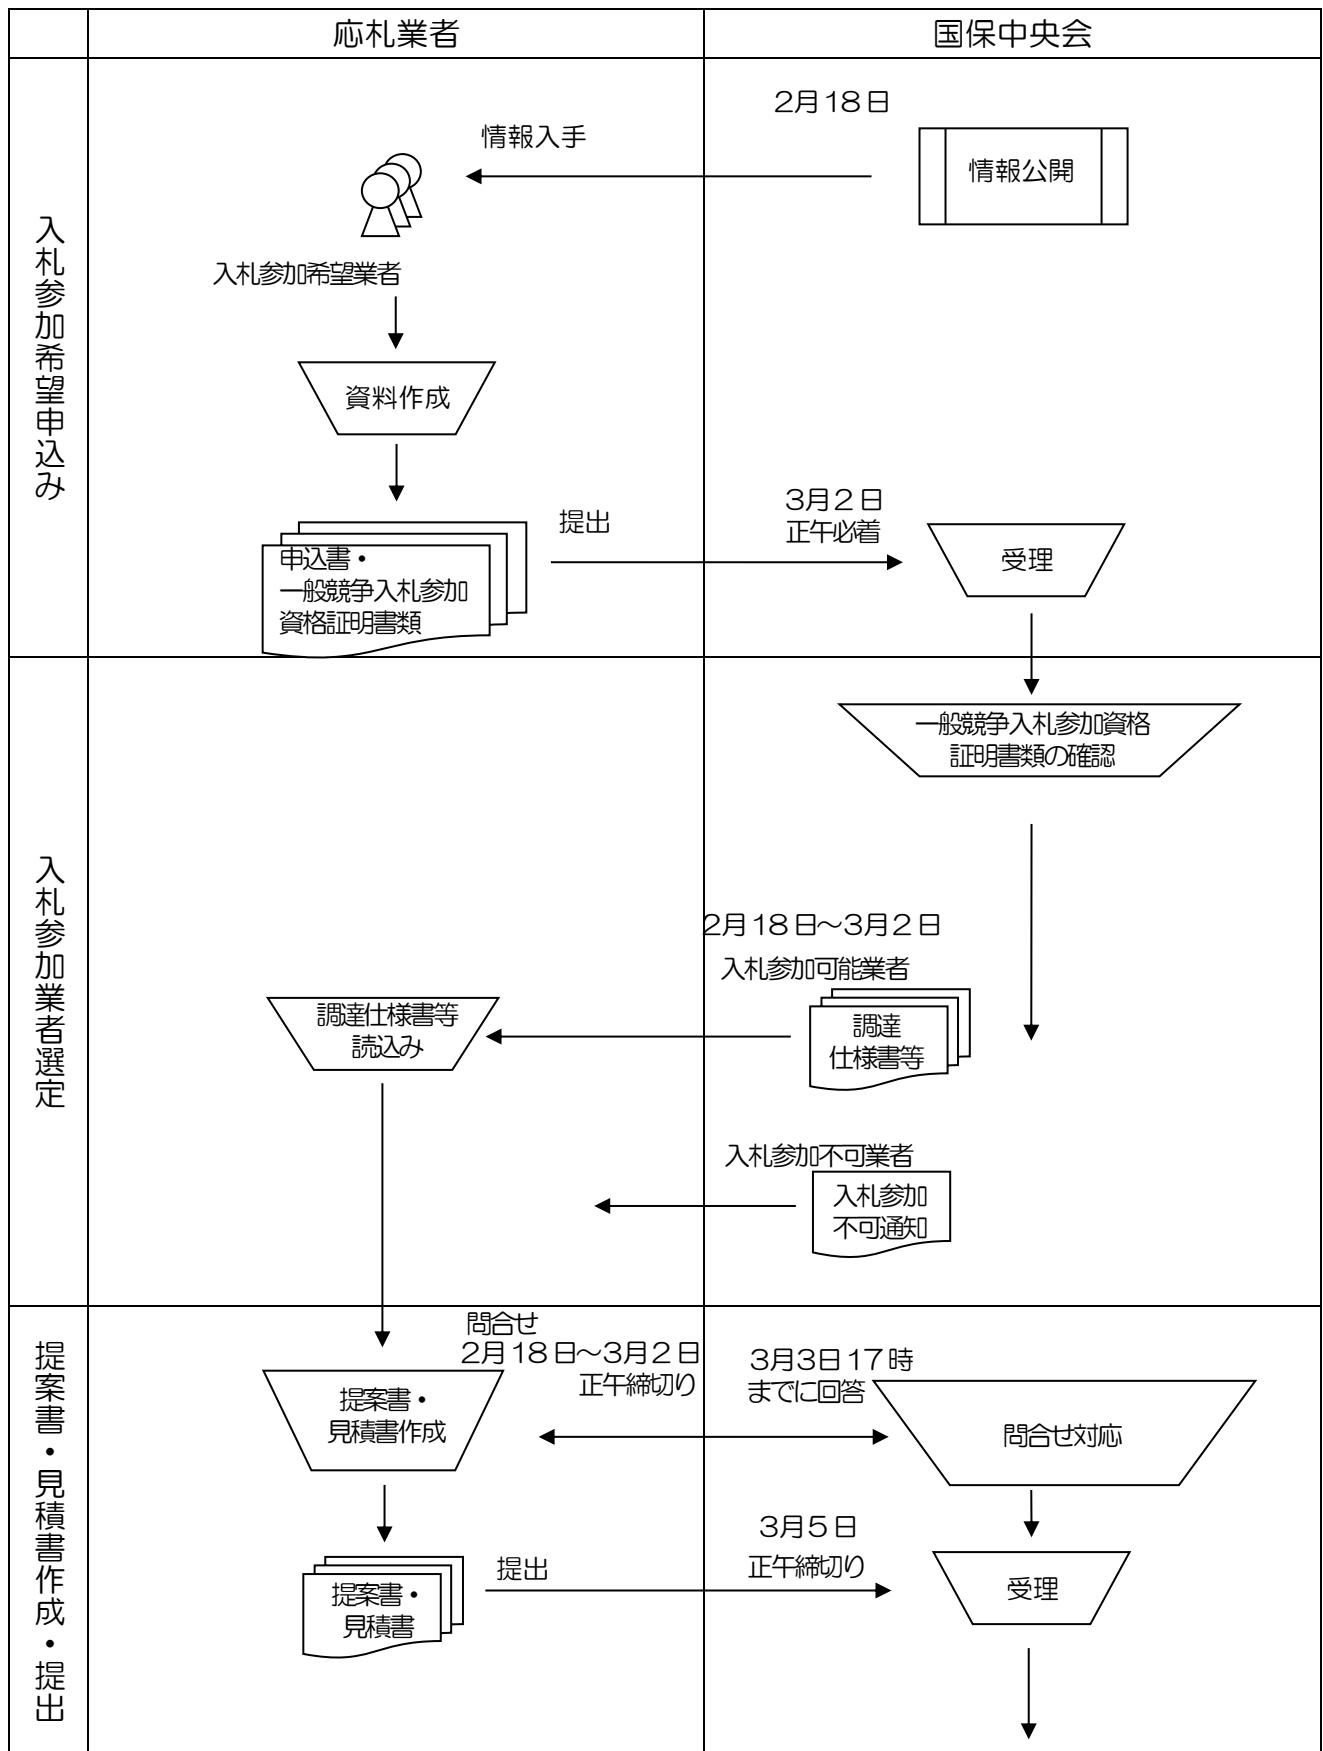 応札業者
国保中央会
入札参加希望申込み
2月18日
情報入手
情報公開
入札参加希望業者
資料作成
提出
3月2日
正午必着
受理
申込書・
一般競争入札参加
資格証明書類
入札参加業者選定
一般競争入札参加資格
証明書類の確認
2月18日~3月2日
入札参加可能業者
調達
仕様書等
調達仕様書等
読込み
入札参加不可業者
入札参加
不可通知
提案書・見積書作成・提出
問合せ
2月18日~3月2日
正午締切り
3月3日17時
までに回答
提案書・
見積書作成
問合せ対応
3月5日
正午締切り
提出
受理
提案書・
見積書